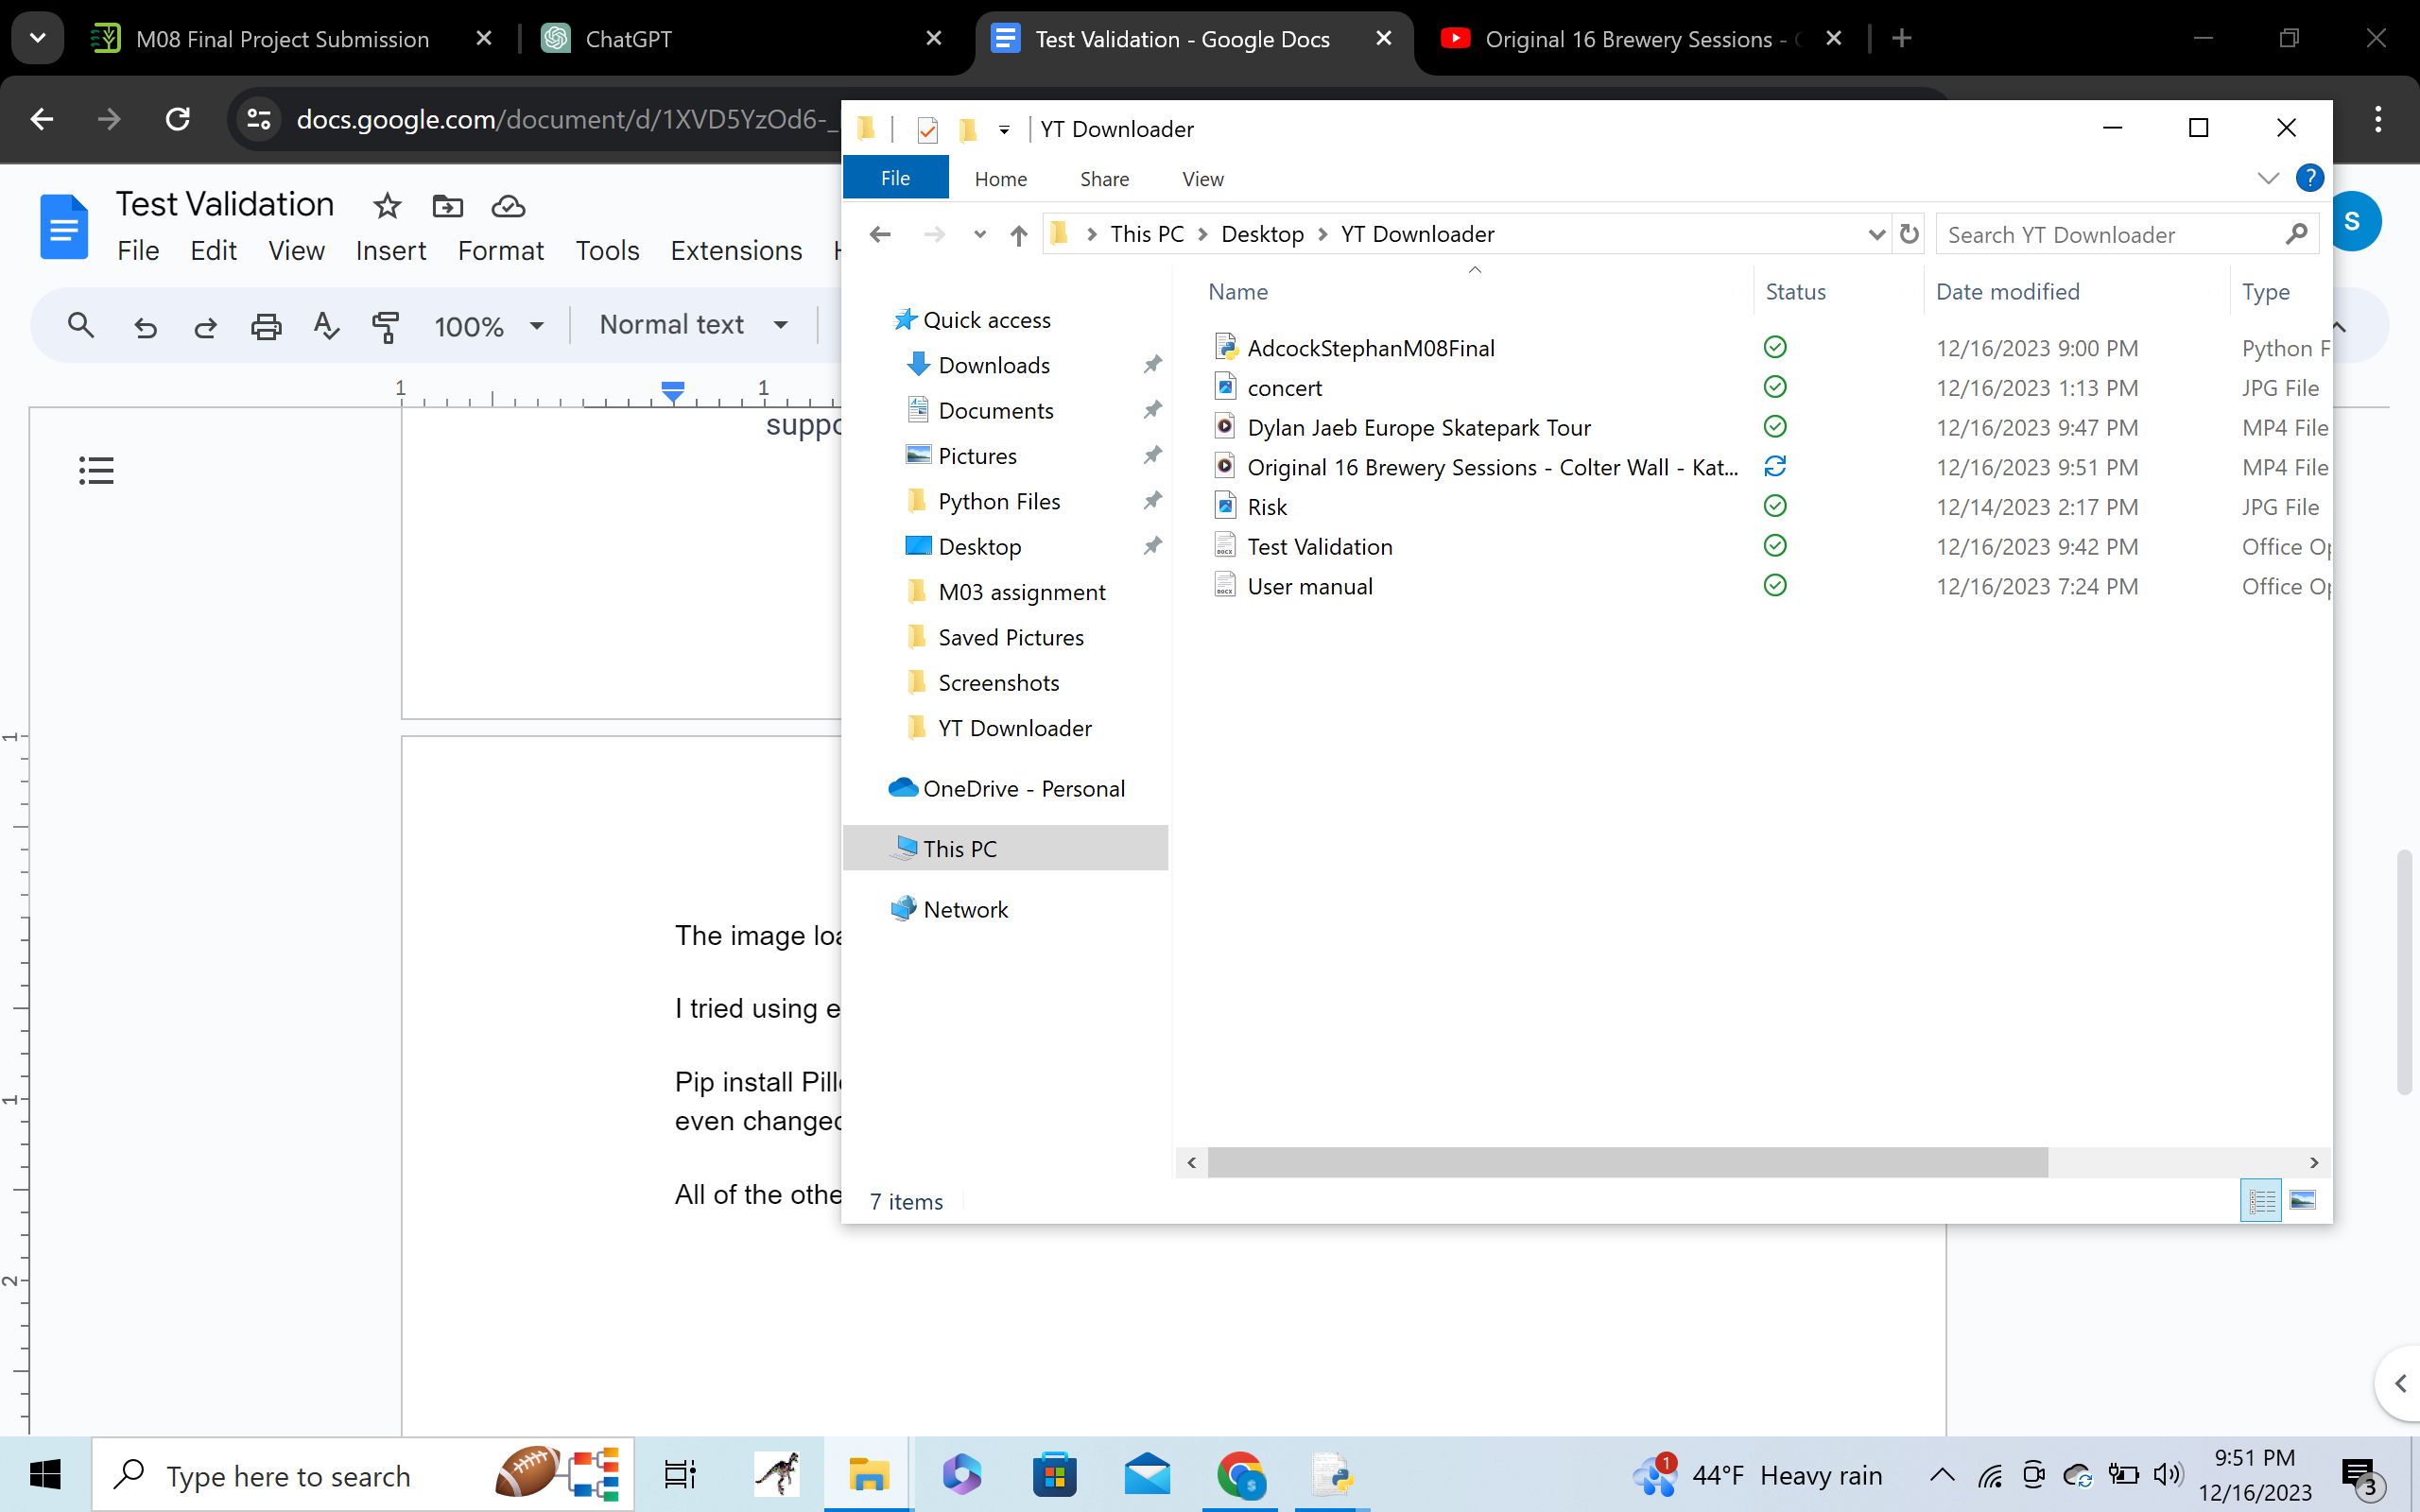 M08 Final Project Submission
ChatGPT
Test Validation - Google Docs
Original 16 Brewery Sessions -
docs.google.com/document/d/1XVD5YzOd6-_
Test Validation
File Edit View Insert Format Tools Extensions
100% Normal text
1 1
suppo
1
The image loa
I tried using e
Pip install Pill
even changed
1
All of the othe
2
YT Downloader
File Home Share View
?
This PC > Desktop > YT Downloader
Search YT Downloader
S
Quick access
Downloads
Documents
Pictures
Python Files
Desktop
M03 assignment
Saved Pictures
Screenshots
YT Downloader
OneDrive - Personal
This PC
Network
Name Status Date modified Type
AdcockStephanM08Final 12/16/2023 9:00 PM Python F
concert 12/16/2023 1:13 PM JPG File
Dylan Jaeb Europe Skatepark Tour 12/16/2023 9:47 PM MP4 File
Original 16 Brewery Sessions - Colter Wall - Kat... 12/16/2023 9:51 PM MP4 File
Risk 12/14/2023 2:17 PM JPG File
Test Validation 12/16/2023 9:42 PM Office Op
User manual 12/16/2023 7:24 PM Office Op
7 items
Type here to search
S
1
44°F Heavy rain
9:51 PM
12/16/2023
3